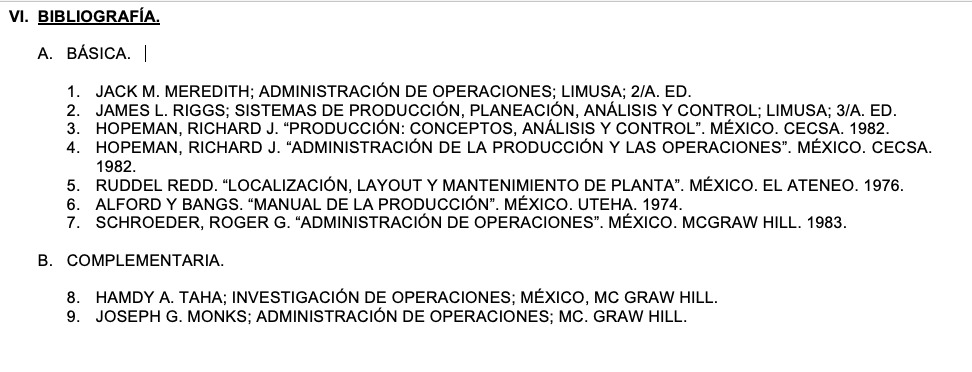 VI. BIBLIOGRAFÍA.
A. BÁSICA.
1. JACK M. MEREDITH; ADMINISTRACIÓN DE OPERACIONES; LIMUSA; 2/A. ED.
2. JAMES L. RIGGS; SISTEMAS DE PRODUCCIÓN, PLANEACIÓN, ANÁLISIS Y CONTROL; LIMUSA; 3/A. ED.
3. HOPEMAN, RICHARD J. “PRODUCCIÓN: CONCEPTOS, ANÁLISIS Y CONTROL”. MÉXICO. CECSA. 1982.
4. HOPEMAN, RICHARD J. “ADMINISTRACIÓN DE LA PRODUCCIÓN Y LAS OPERACIONES”. MÉXICO. CECSA.
1982.
5. RUDDEL REDD. “LOCALIZACIÓN, LAYOUT Y MANTENIMIENTO DE PLANTA”. MÉXICO. EL ATENEO. 1976.
6. ALFORD Y BANGS. “MANUAL DE LA PRODUCCIÓN”. MÉXICO. UTEHA. 1974.
7. SCHROEDER, ROGER G. “ADMINISTRACIÓN DE OPERACIONES”. MÉXICO. MCGRAW HILL. 1983.
B. COMPLEMENTARIA.
8. HAMDY A. TAHA; INVESTIGACIÓN DE OPERACIONES; MÉXICO, MC GRAW HILL.
9. JOSEPH G. MONKS; ADMINISTRACIÓN DE OPERACIONES; MC. GRAW HILL.